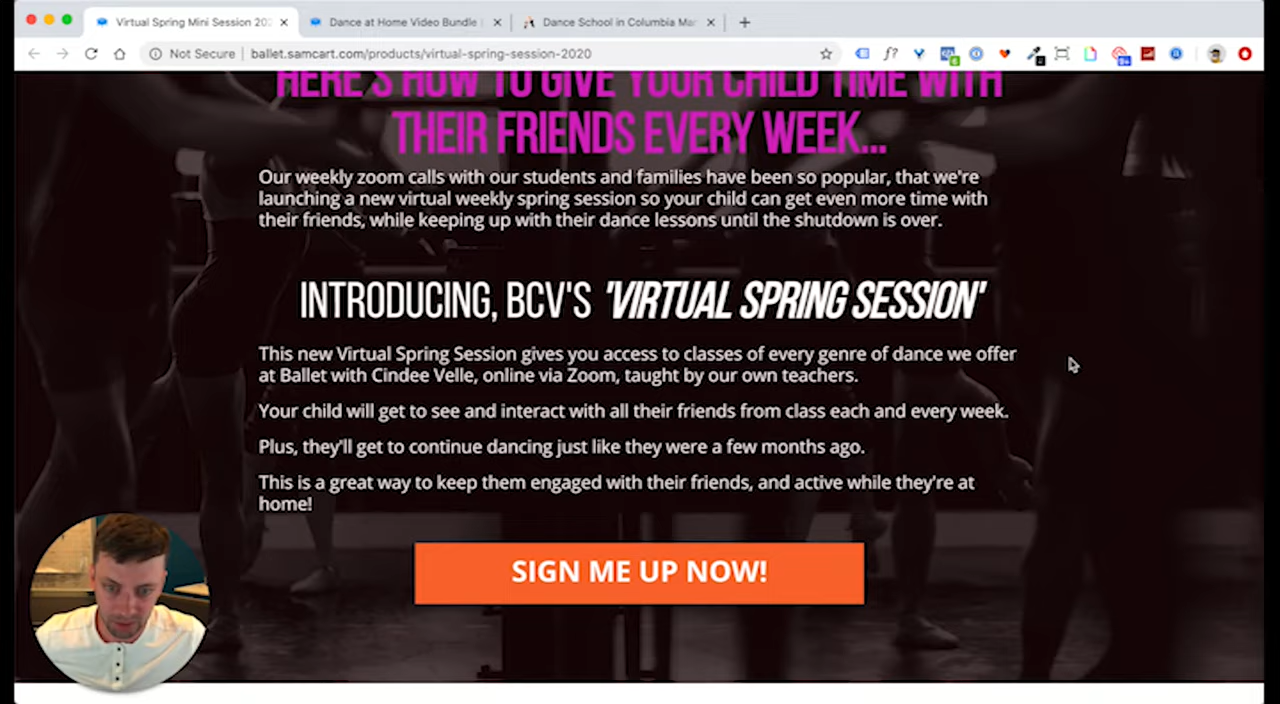 Virtual Spring Mini Session 202
Dance at Home Video Bundle
Dance School in Columbia Mar
Not Secure
ballet.samcart.com/products/virtual-spring-session-2020
f?
HERE'S HOW TO GIVE YOUR CHILD TIME WITH
THEIR FRIENDS EVERY WEEK...
Our weekly zoom calls with our students and families have been so popular, that we're
launching a new virtual weekly spring session so your child can get even more time with
their friends, while keeping up with their dance lessons until the shutdown is over.
INTRODUCING, BCV'S 'VIRTUAL SPRING SESSION'
This new Virtual Spring Session gives you access to classes of every genre of dance we offer
at Ballet with Cindee Velle, online via Zoom, taught by our own teachers.
Your child will get to see and interact with all their friends from class each and every week.
Plus, they'll get to continue dancing just like they were a few months ago.
This is a great way to keep them engaged with their friends, and active while they're at
home!
SIGN ME UP NOW!